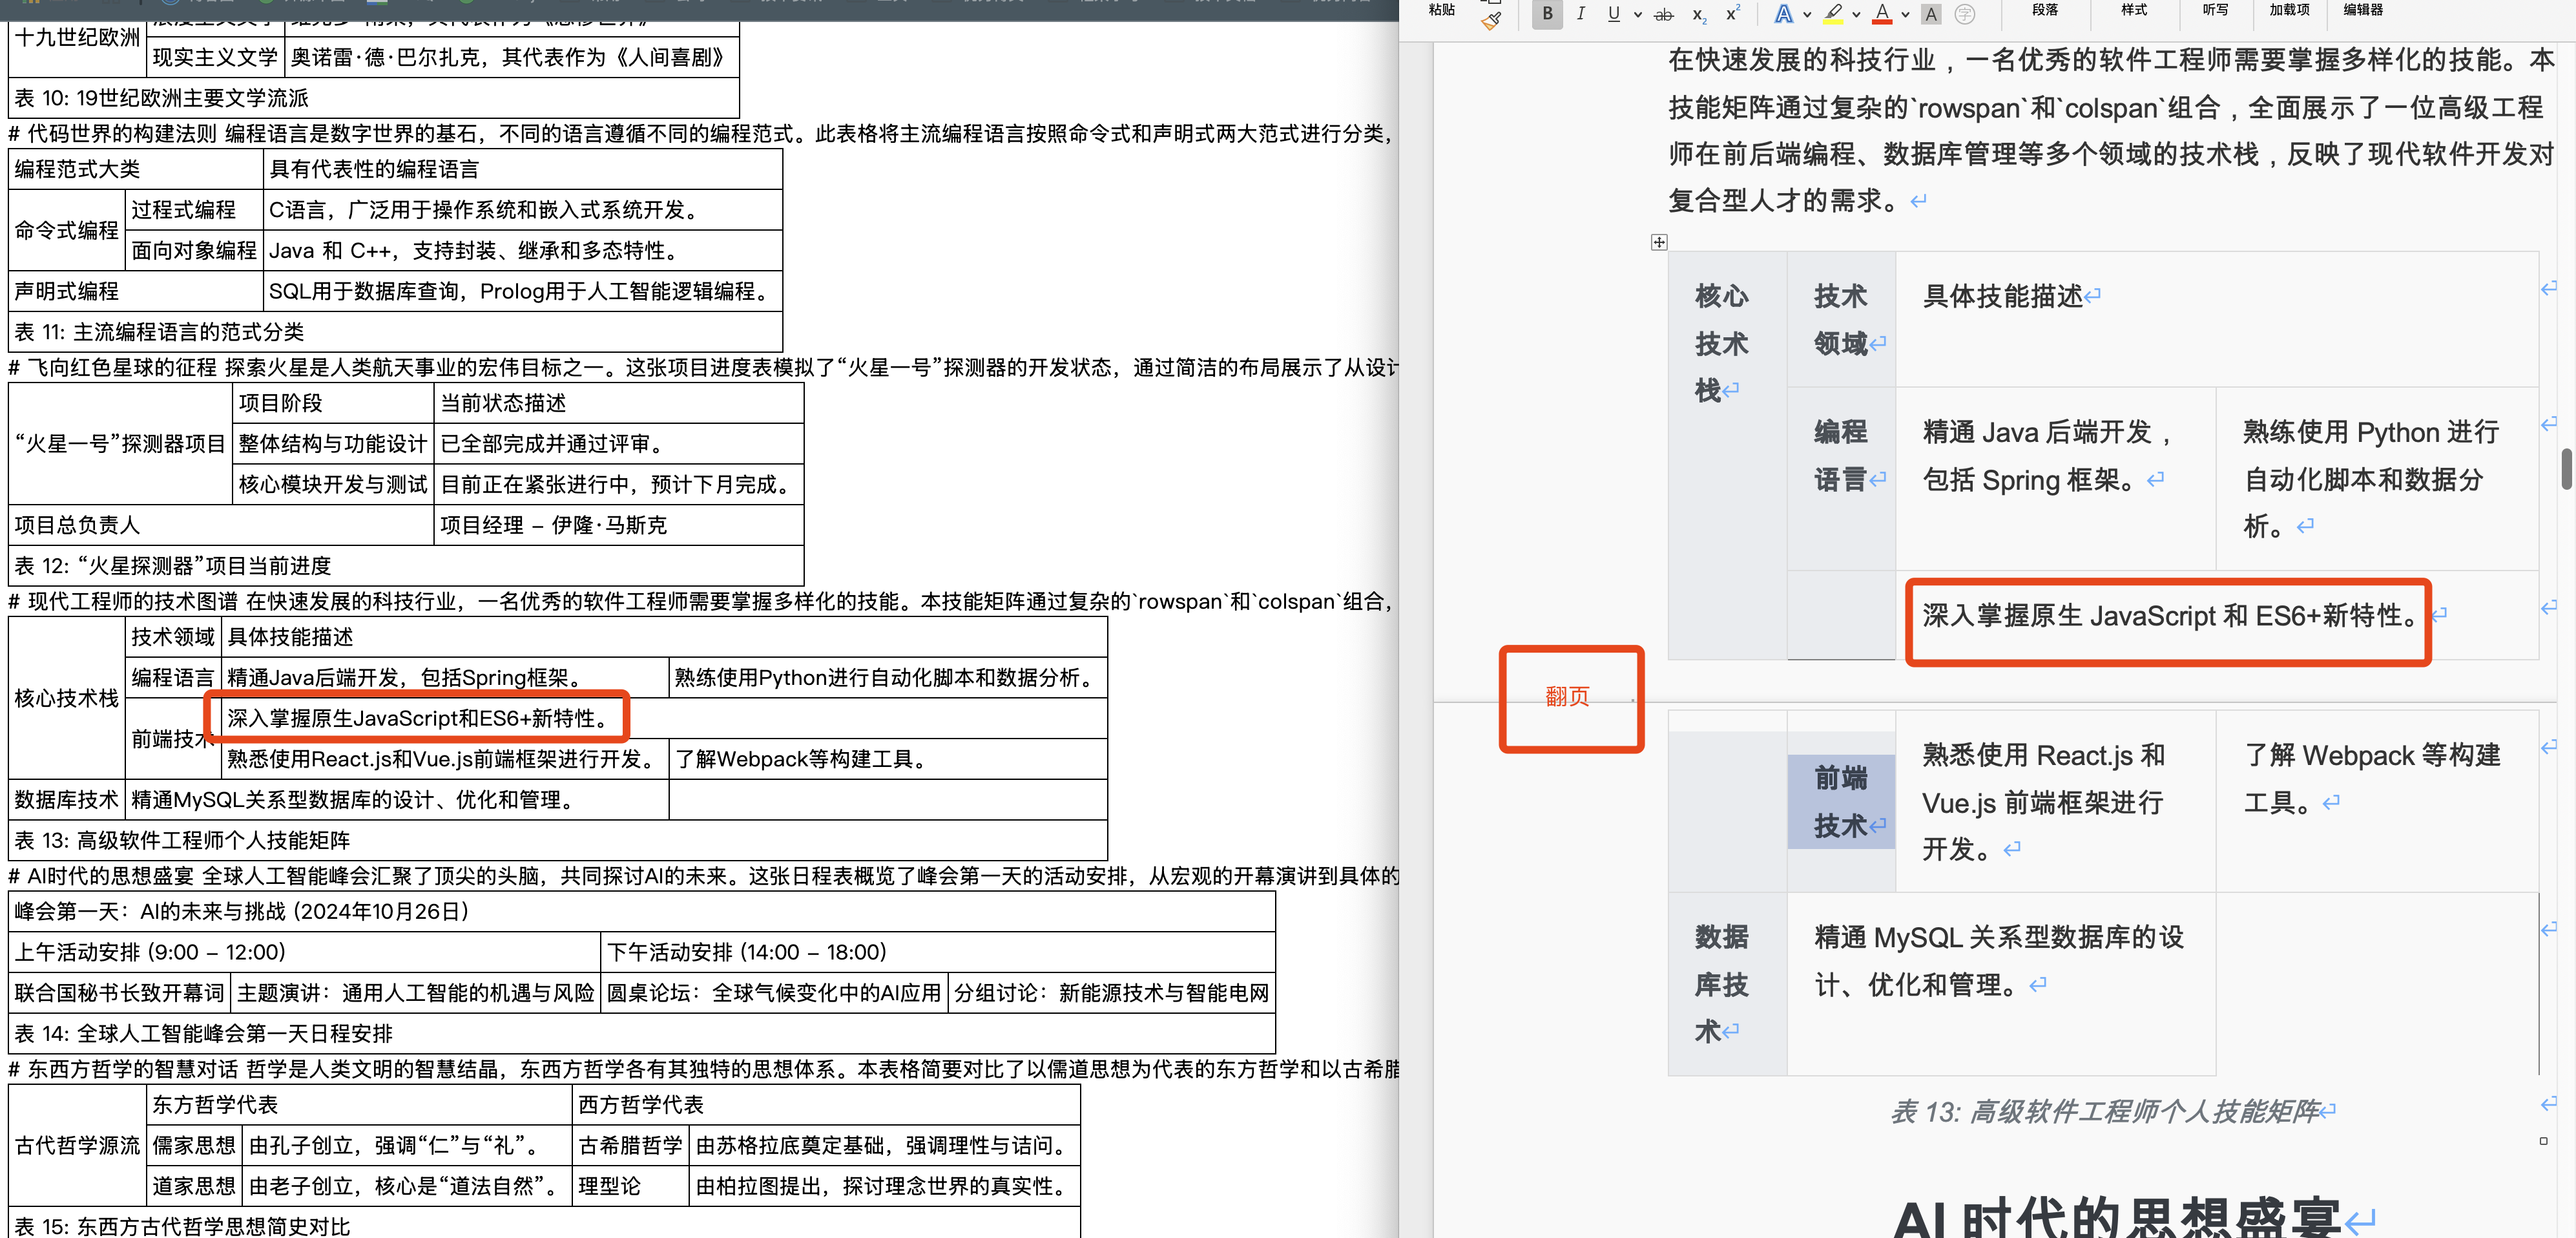 十九世纪欧洲
现实主义文学 奥诺雷·德·巴尔扎克，其代表作为《人间喜剧》
表 10: 19世纪欧洲主要文学流派
# 代码世界的构建法则 编程语言是数字世界的基石，不同的语言遵循不同的编程范式。此表格将主流编程语言按照命令式和声明式两大范式进行分类，
编程范式大类 具有代表性的编程语言
命令式编程 过程式编程 C语言，广泛用于操作系统和嵌入式系统开发。
面向对象编程 Java 和 C++，支持封装、继承和多态特性。
声明式编程 SQL用于数据库查询，Prolog用于人工智能逻辑编程。
表 11: 主流编程语言的范式分类
# 飞向红色星球的征程 探索火星是人类航天事业的宏伟目标之一。这张项目进度表模拟了“火星一号”探测器的开发状态，通过简洁的布局展示了从设计
“火星一号”探测器项目 项目阶段 当前状态描述
整体结构与功能设计 已全部完成并通过评审。
核心模块开发与测试 目前正在紧张进行中，预计下月完成。
项目总负责人 项目经理 – 伊隆·马斯克
表 12: “火星探测器”项目当前进度
# 现代工程师的技术图谱 在快速发展的科技行业，一名优秀的软件工程师需要掌握多样化的技能。本技能矩阵通过复杂的`rowspan`和`colspan`组合，
核心技术栈 技术领域 具体技能描述
编程语言 精通Java后端开发，包括Spring框架。 熟练使用Python进行自动化脚本和数据分析。
前端技术 深入掌握原生JavaScript和ES6+新特性。
熟悉使用React.js和Vue.js前端框架进行开发。 了解Webpack等构建工具。
数据库技术 精通MySQL关系型数据库的设计、优化和管理。
表 13: 高级软件工程师个人技能矩阵
# AI时代的思想盛宴 全球人工智能峰会汇聚了顶尖的头脑，共同探讨AI的未来。这张日程表概览了峰会第一天的活动安排，从宏观的开幕演讲到具体的
峰会第一天：AI的未来与挑战 (2024年10月26日)
上午活动安排 (9:00 – 12:00) 下午活动安排 (14:00 – 18:00)
联合国秘书长致开幕词 主题演讲：通用人工智能的机遇与风险 圆桌论坛：全球气候变化中的AI应用 分组讨论：新能源技术与智能电网
表 14: 全球人工智能峰会第一天日程安排
# 东西方哲学的智慧对话 哲学是人类文明的智慧结晶，东西方哲学各有其独特的思想体系。本表格简要对比了以儒道思想为代表的东方哲学和以古希腊
古代哲学源流 东方哲学代表 西方哲学代表
儒家思想 由孔子创立，强调“仁”与“礼”。 古希腊哲学 由苏格拉底奠定基础，强调理性与诘问。
道家思想 由老子创立，核心是“道法自然”。 理型论 由柏拉图提出，探讨理念世界的真实性。
表 15: 东西方古代哲学思想简史对比
粘贴 B I U ab x₂ x² A A A 字 段落 样式 听写 加载项 编辑器
在快速发展的科技行业，一名优秀的软件工程师需要掌握多样化的技能。本
技能矩阵通过复杂的`rowspan`和`colspan`组合，全面展示了一位高级工程
师在前后端编程、数据库管理等多个领域的技术栈，反映了现代软件开发对
复合型人才的需求。
核心
技术
栈
技术
领域
具体技能描述
编程
语言
精通 Java 后端开发，
包括 Spring 框架。
熟练使用 Python 进行
自动化脚本和数据分
析。
深入掌握原生 JavaScript 和 ES6+新特性。
翻页
前端
技术
熟悉使用 React.js 和
Vue.js 前端框架进行
开发。
了解 Webpack 等构建
工具。
数据
库技
术
精通 MySQL 关系型数据库的设
计、优化和管理。
表 13: 高级软件工程师个人技能矩阵
AI 时代的思想盛宴